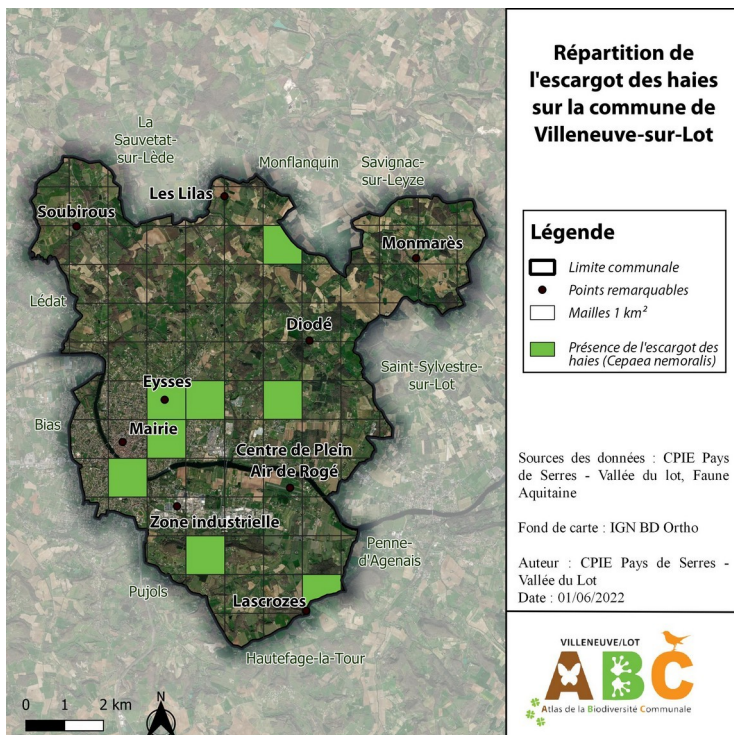 La
Sauvetat
-sur-Lède
Monflanquin
Savignac
-sur-Leyze
Les Lilas
Soubirous
Monmarès
Lédat
Diodé
Saint-Sylvestre-
sur-Lot
Eysses
Bias
Mairie
Centre de Plein
Air de Rogé
Zone industrielle
Penne-
d'Agenais
Pujols
Lascrozes
Hautefage-la-Tour
0 1 2 km
N
Répartition de
l'escargot des haies
sur la commune de
Villeneuve-sur-Lot
Légende
Limite communale
Points remarquables
Mailles 1 km²
Présence de l'escargot des
haies (Cepaea nemoralis)
Sources des données : CPIE Pays
de Serres - Vallée du lot, Faune
Aquitaine
Fond de carte : IGN BD Ortho
Auteur : CPIE Pays de Serres -
Vallée du Lot
Date : 01/06/2022
VILLENEUVE/LOT
ABC
Atlas de la Biodiversité Communale